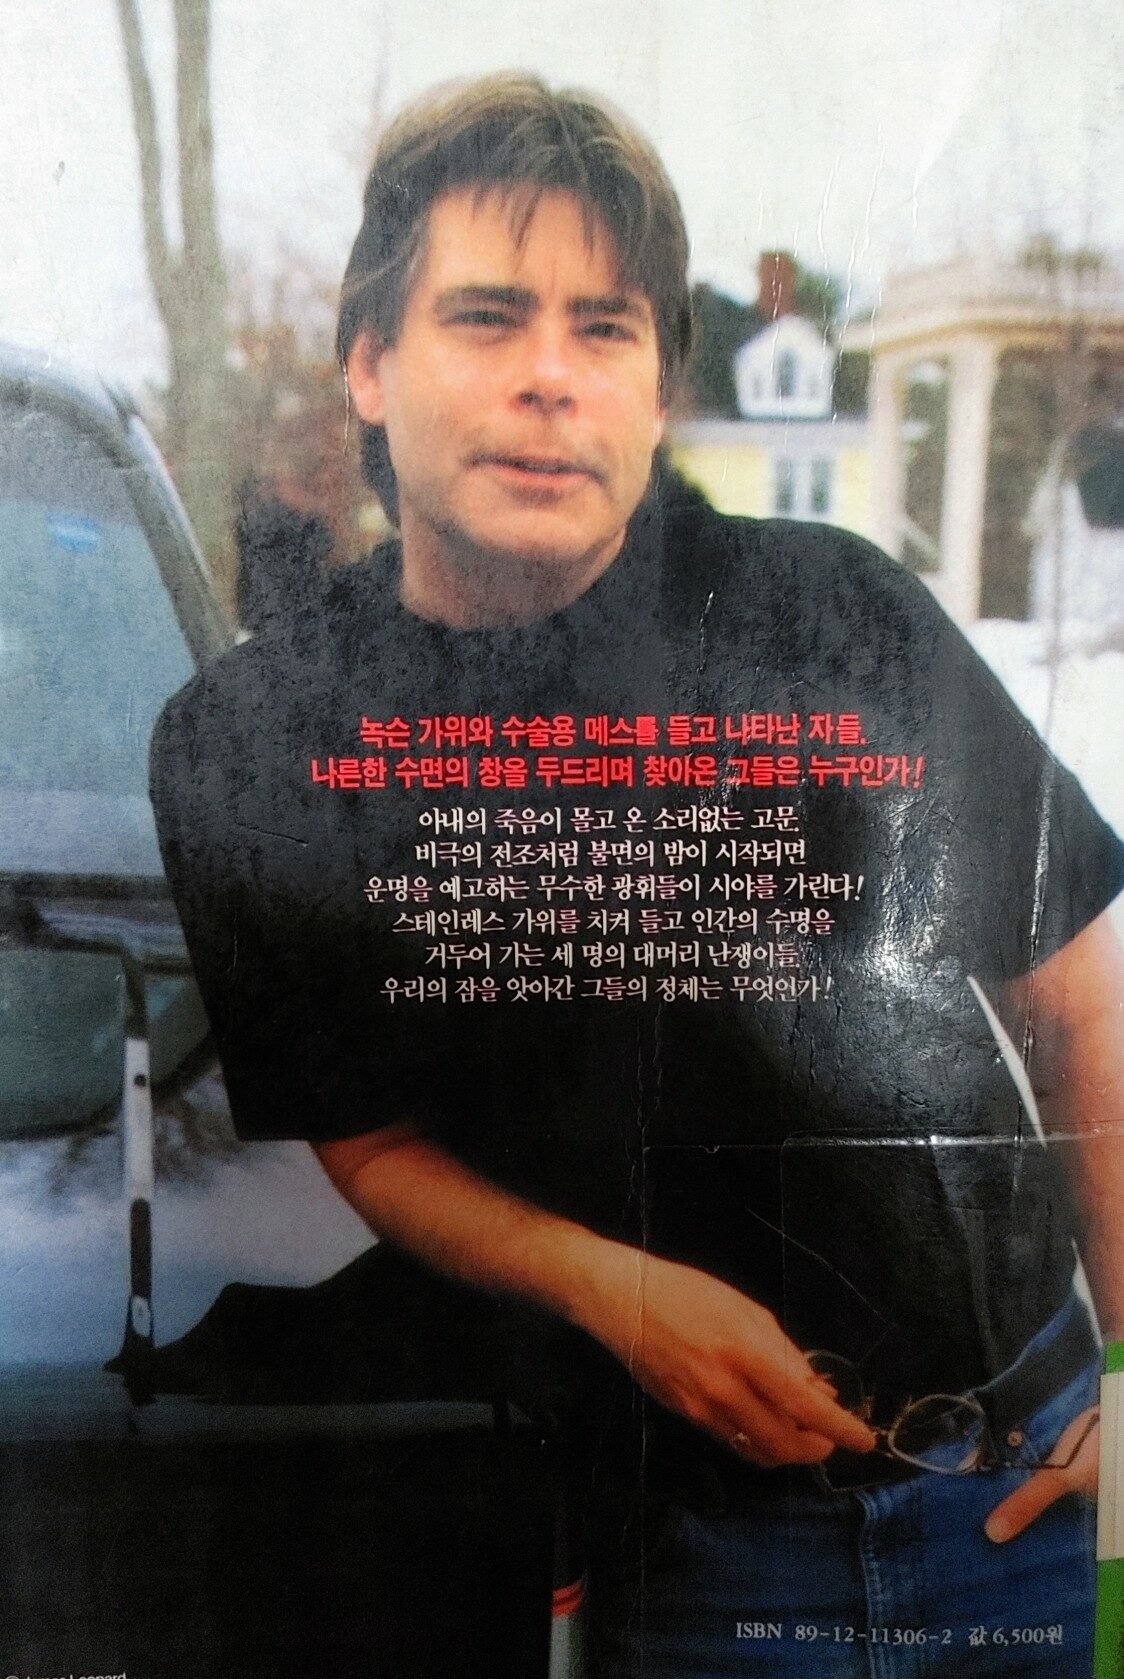 녹슨 가위와 수술용 메스를 들고 나타난 자들.
나른한 수면의 창을 두드리며 찾아온 그들은 누구인가!
아내의 죽음이 몰고 온 소리없는 고문.
비극의 전조처럼 불면의 밤이 시작되면
운명을 예고하는 무수한 광휘들이 시야를 가린다!
스테인레스 가위를 치켜 들고 인간의 수명을
거두어 가는 세 명의 대머리 난쟁이들.
우리의 잠을 앗아간 그들의 정체는 무엇인가!
ISBN 89-12-11306-2 값 6,500원